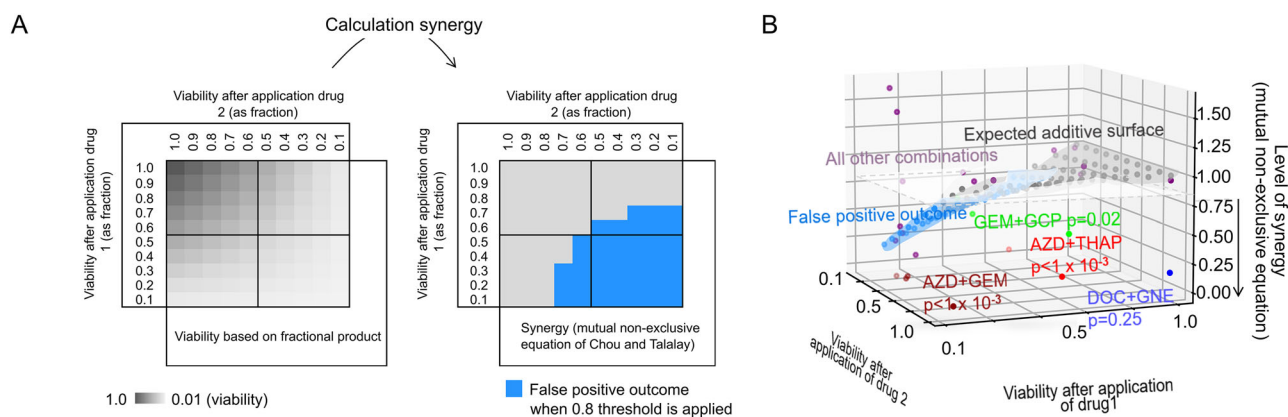 A
Calculation synergy
Viability after application drug
2 (as fraction)
1.0 0.9 0.8 0.7 0.6 0.5 0.4 0.3 0.2 0.1
Viability after application drug
1 (as fraction)
1.0
0.9
0.8
0.7
0.6
0.5
0.4
0.3
0.2
0.1
Viability based on fractional product
1.0 0.01 (viability)
Viability after application drug
2 (as fraction)
1.0 0.9 0.8 0.7 0.6 0.5 0.4 0.3 0.2 0.1
Viability after application drug
1 (as fraction)
1.0
0.9
0.8
0.7
0.6
0.5
0.4
0.3
0.2
0.1
Synergy (mutual non-exclusive
equation of Chou and Talalay)
False positive outcome
when 0.8 threshold is applied
B
Expected additive surface
All other combinations
False positive outcome
GEM+GCP p=0.02
AZD+THAP
p<1 x 10-3
AZD+GEM
p<1 x 10-3
DOC+GNE
p=0.25
1.50
1.25
1.00
0.75
0.50
0.25
0.00
Level of Synergy
(mutual non-exclusive equation)
0.1
0.5
1.0
Viability after
application of drug 2
0.1
0.5
1.0
Viability after application
of drug1